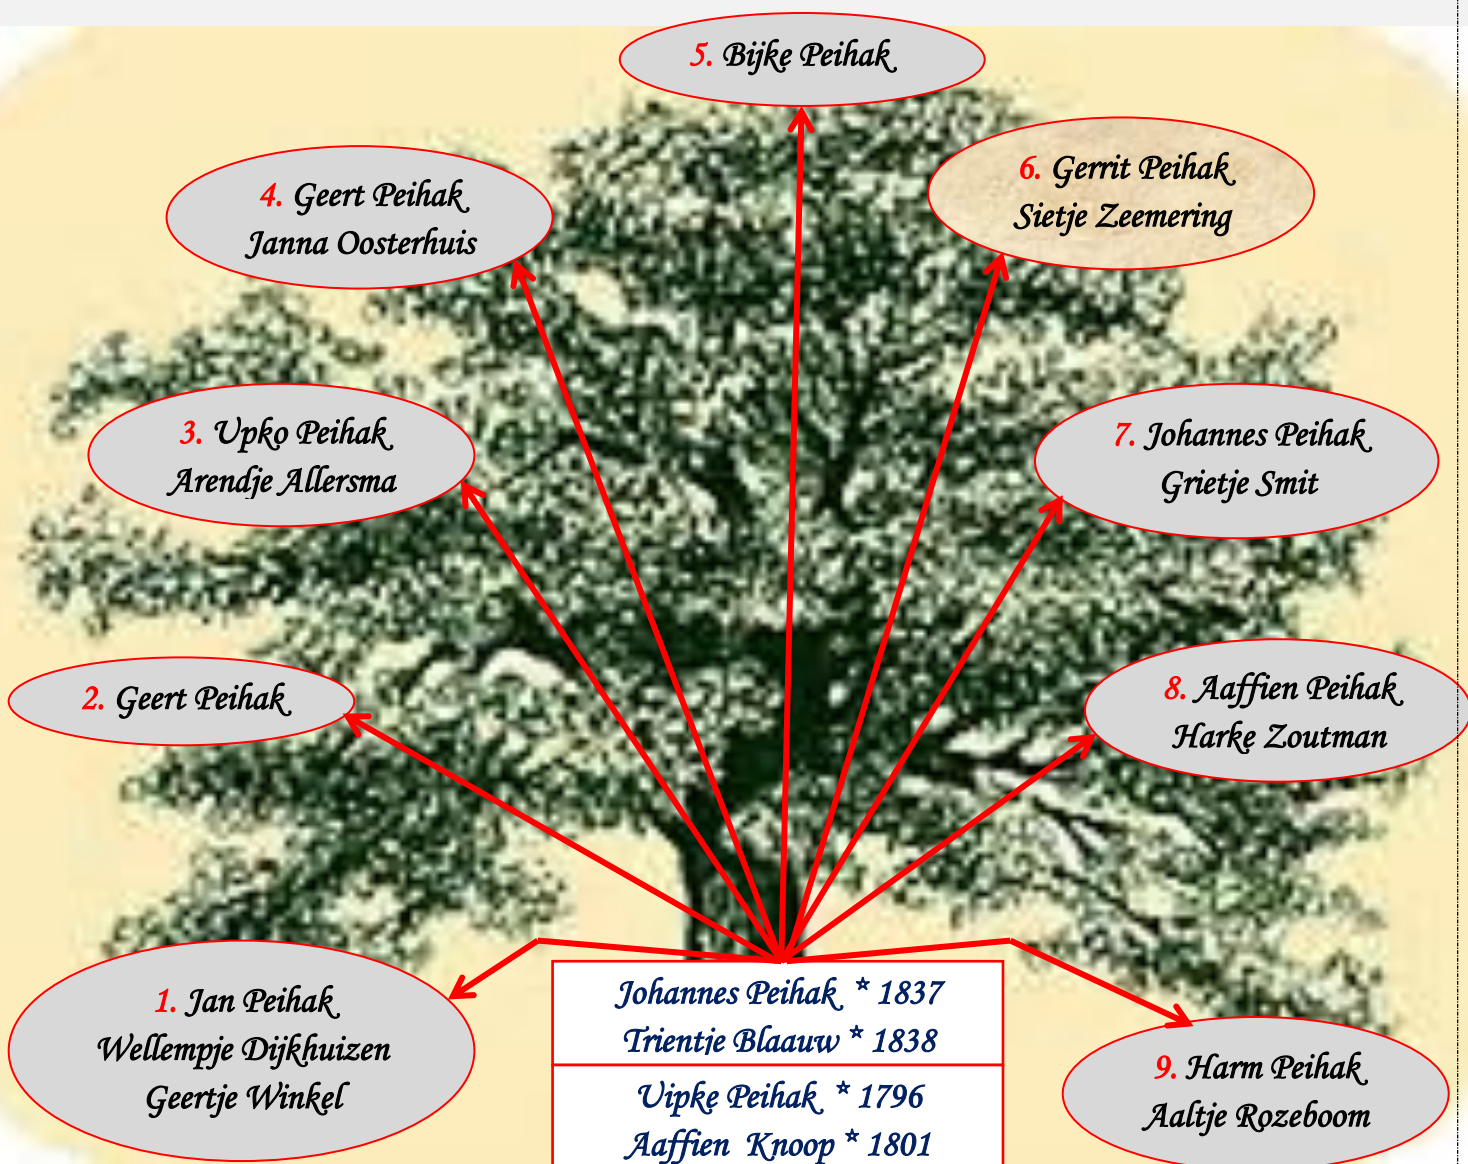 5. Bijke Peihak
6. Gerrit Peihak
Sietje Zeemering
4. Geert Peihak
Janna Oosterhuis
3. Upko Peihak
Arendje Allersma
7. Johannes Peihak
Grietje Smit
2. Geert Peihak
8. Aaffien Peihak
Harke Zoutman
1. Jan Peihak
Wellempje Dijkhuizen
Geertje Winkel
Johannes Peihak * 1837
Trientje Blaauw * 1838
Uipke Peihak * 1796
Aaffien Knoop * 1801
9. Harm Peihak
Aaltje Rozeboom